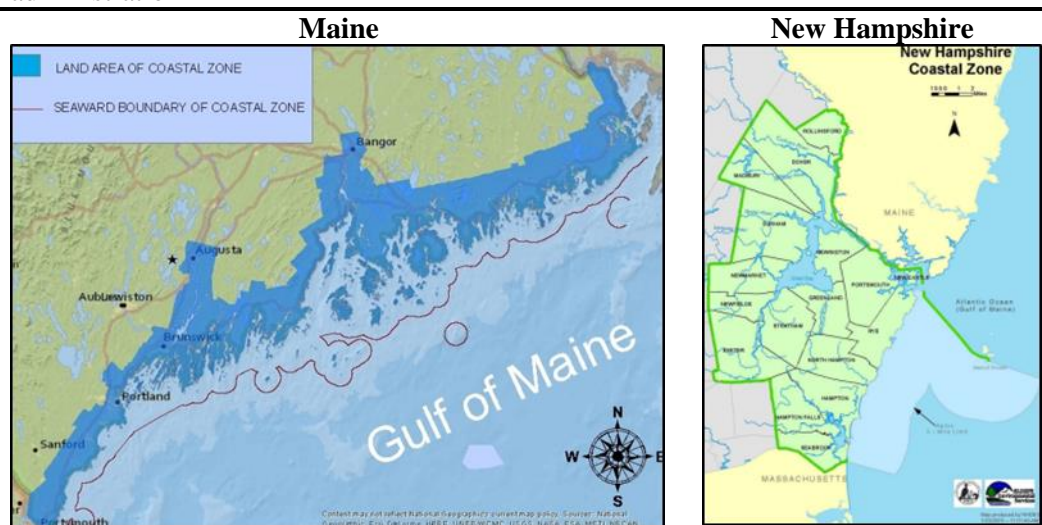 Maine
New Hampshire
LAND AREA OF COASTAL ZONE
SEAWARD BOUNDARY OF COASTAL ZONE
Bangor
Augusta
Lewiston
Brunswick
Portland
Sanford
Portsmouth
Gulf of Maine
N
W
E
S
New Hampshire
Coastal Zone
N
ROLLINSFORD
DOVER
MADBURY
DURHAM
MAINE
NEWINGTON
NEWMARKET
PORTSMOUTH
NEW CASTLE
GREENLAND
NEWFIELDS
STRATHAM
RYE
EXETER
NORTH HAMPTON
HAMPTON
HAMPTON FALLS
SEABROOK
Atlantic Ocean
(Gulf of Maine)
MASSACHUSETTS